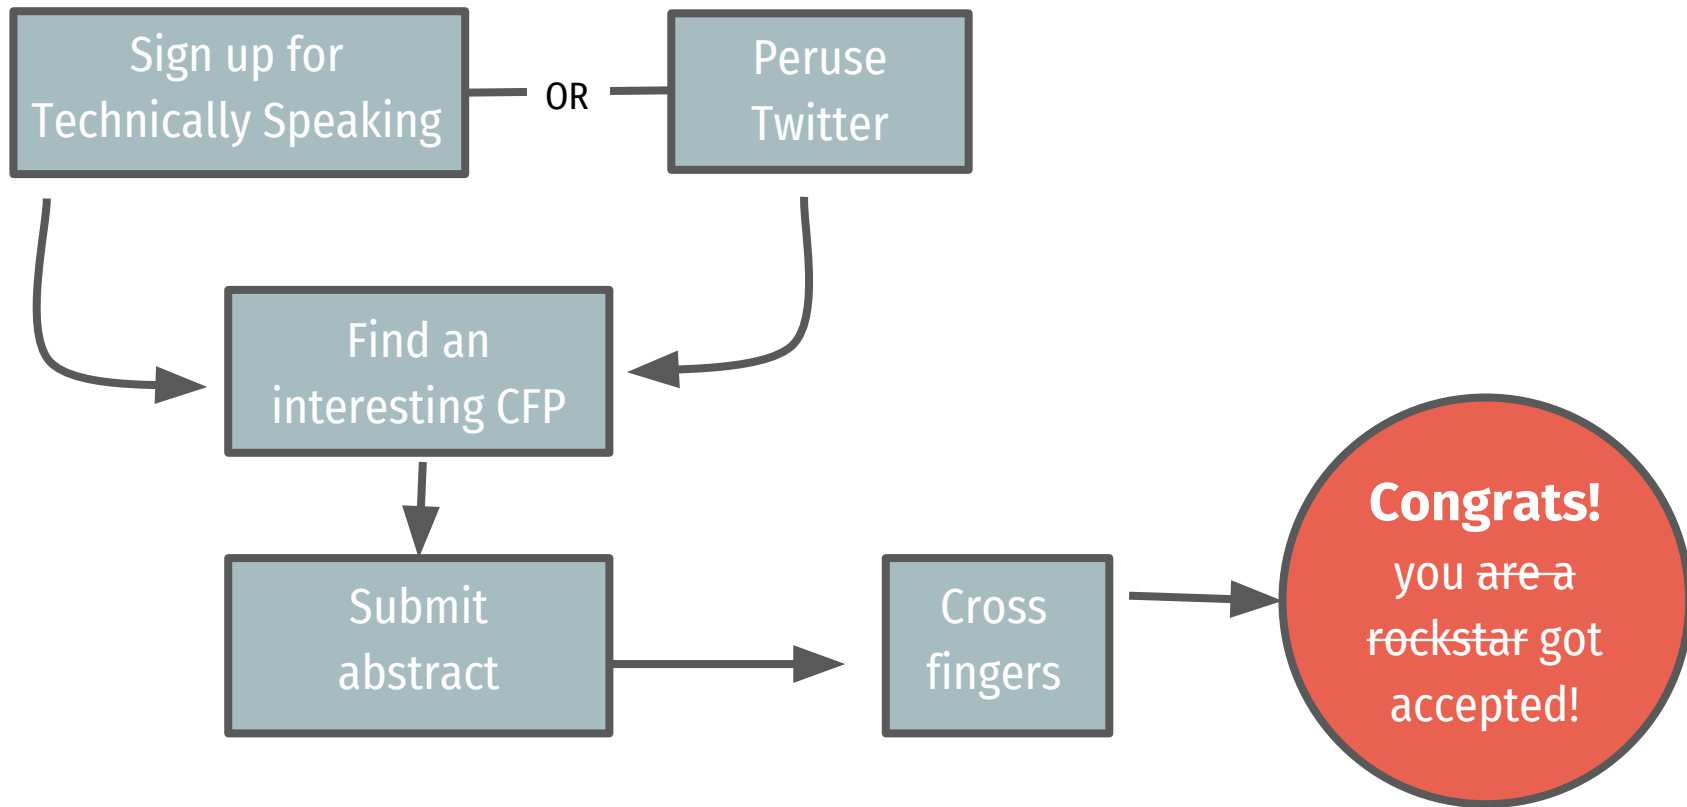 Sign up for
Technically Speaking
OR
Peruse
Twitter
Find an
interesting CFP
Submit
abstract
Cross
fingers
Congrats!
you are a
rockstar got
accepted!